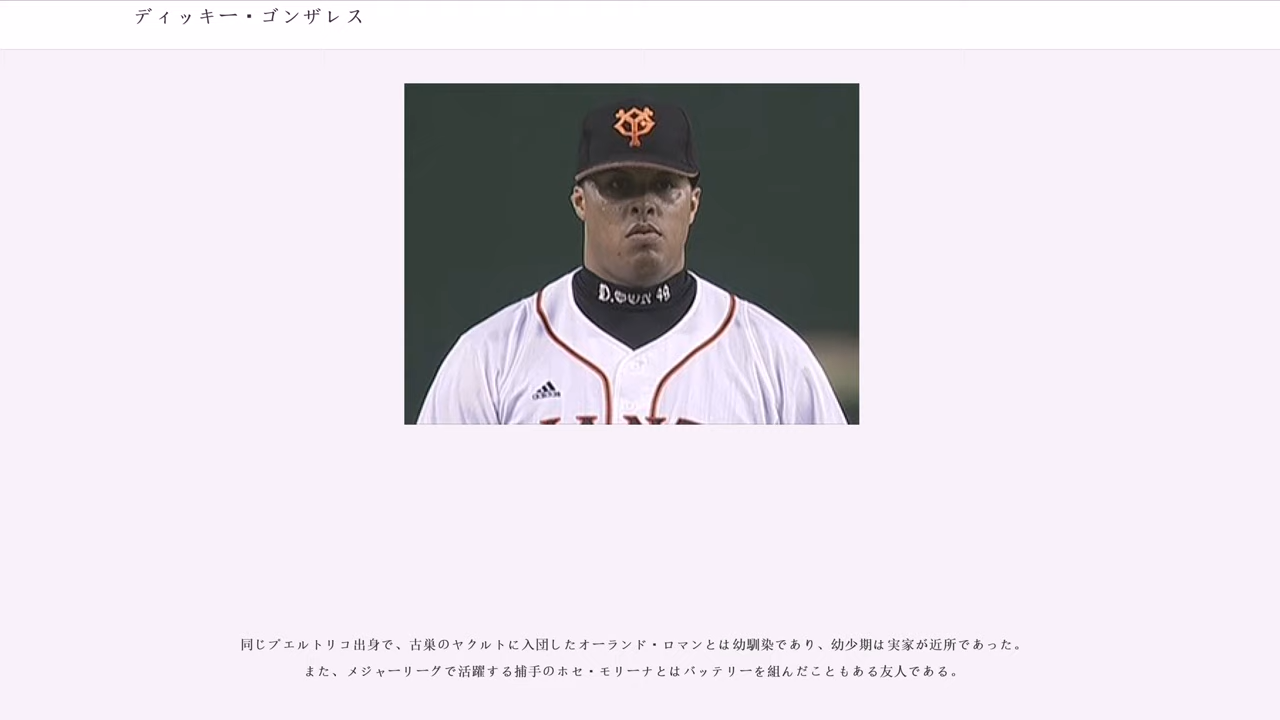 ディッキー・ゴンザレス
D.GON 49
adidas
同じプエルトリコ出身で、古巣のヤクルトに入団したオーランド・ロマンとは幼馴染であり、幼少期は実家が近所であった。
また、メジャーリーグで活躍する捕手のホセ・モリーナとはバッテリーを組んだこともある友人である。